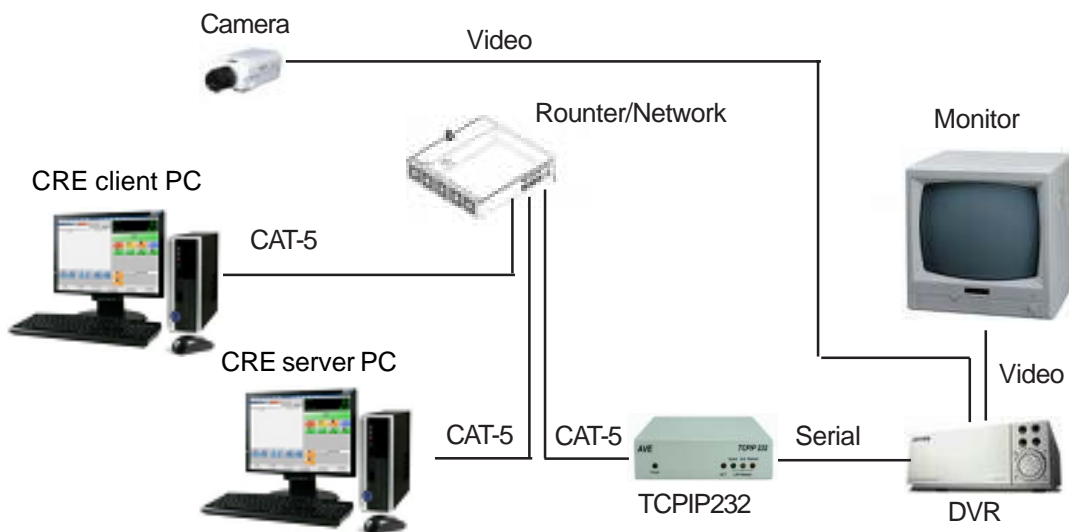 Camera
Video
Rounter/Network
Monitor
CRE client PC
CAT-5
CRE server PC
Video
CAT-5
CAT-5
Serial
AVE
TCPIP 232
TCPIP232
DVR